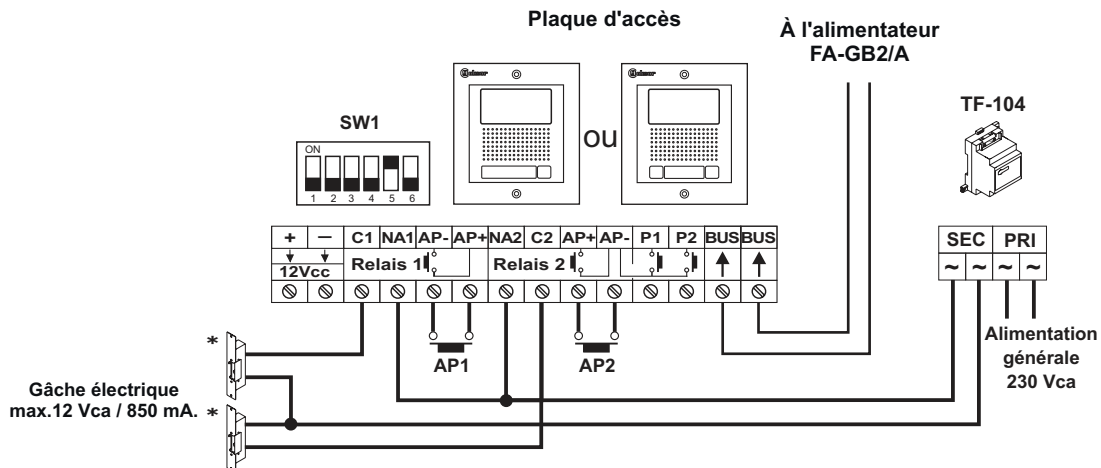 Plaque d'accès
À l'alimentateur
FA-GB2/A
TF-104
SW1
ON
1 2 3 4 5 6
Golmar
ou
Golmar
+ — C1 NA1 AP- AP+ NA2 C2 AP+ AP- P1 P2 BUS BUS
12Vcc Relais 1 Relais 2
SEC PRI
~ ~ ~ ~
AP1
AP2
Alimentation
générale
230 Vca
*
Gâche électrique
max.12 Vca / 850 mA.
*